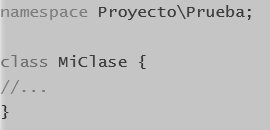 namespace Proyecto\Prueba;
class MiClase {
//...
}